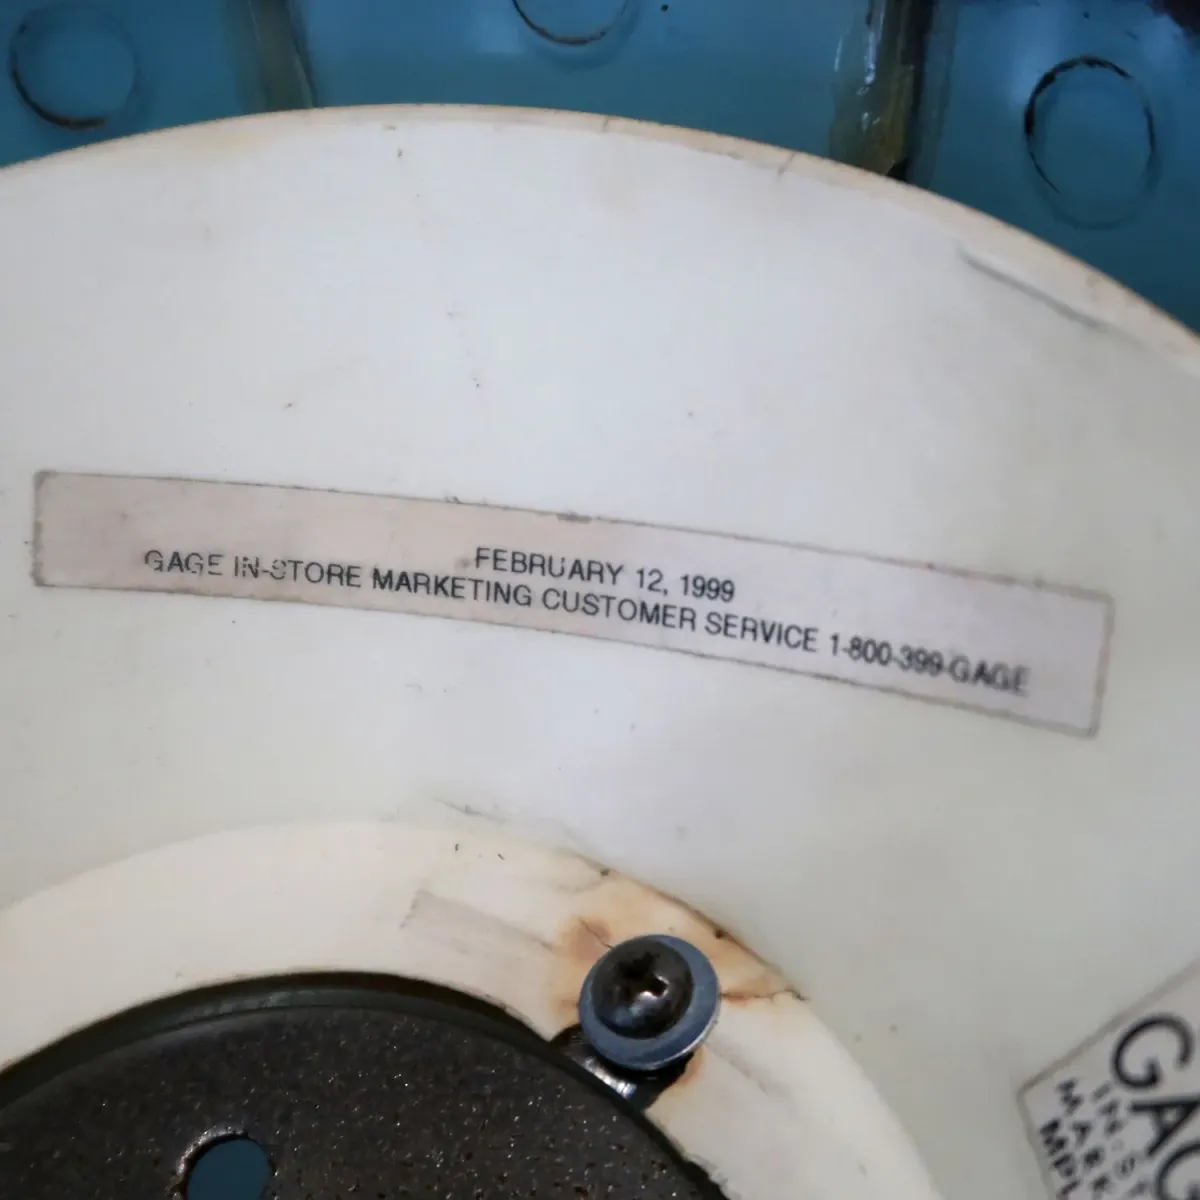 FEBRUARY 12, 1999
GAGE IN-STORE MARKETING CUSTOMER SERVICE 1-800-399-GAGE